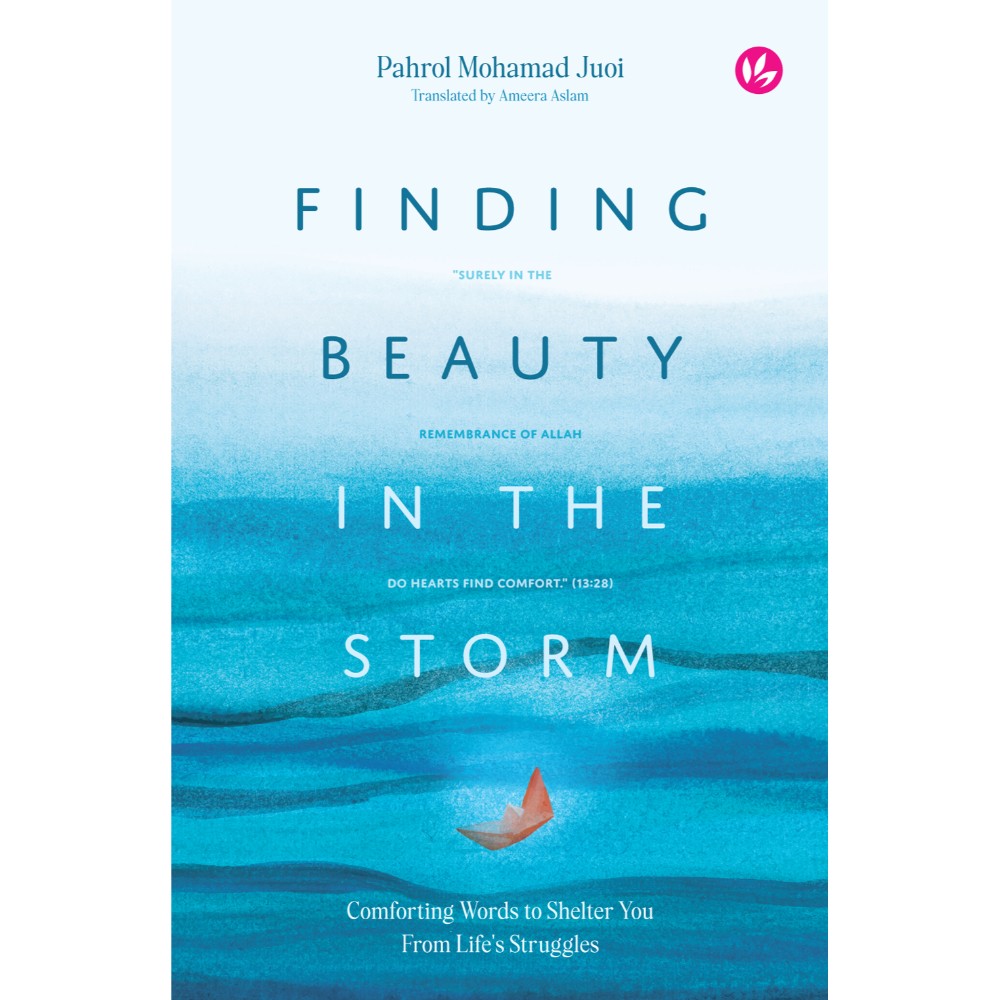 Pahrol Mohamad Juoi
Translated by Ameera Aslam
FINDING
"SURELY IN THE
BEAUTY
REMEMBRANCE OF ALLAH
IN THE
DO HEARTS FIND COMFORT." (13:28)
STORM
Comforting Words to Shelter You
From Life's Struggles